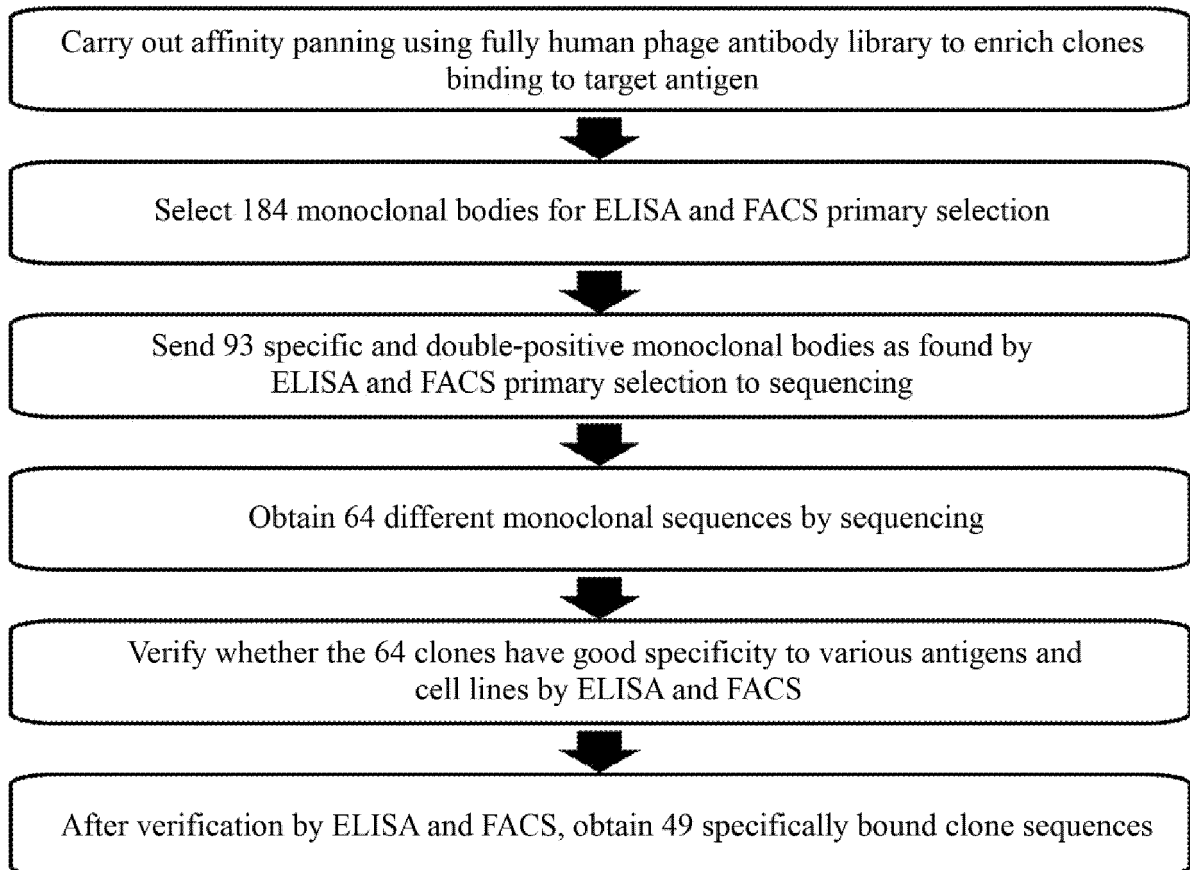 Carry out affinity panning using fully human phage antibody library to enrich clones
binding to target antigen
Select 184 monoclonal bodies for ELISA and FACS primary selection
Send 93 specific and double-positive monoclonal bodies as found by
ELISA and FACS primary selection to sequencing
Obtain 64 different monoclonal sequences by sequencing
Verify whether the 64 clones have good specificity to various antigens and
cell lines by ELISA and FACS
After verification by ELISA and FACS, obtain 49 specifically bound clone sequences